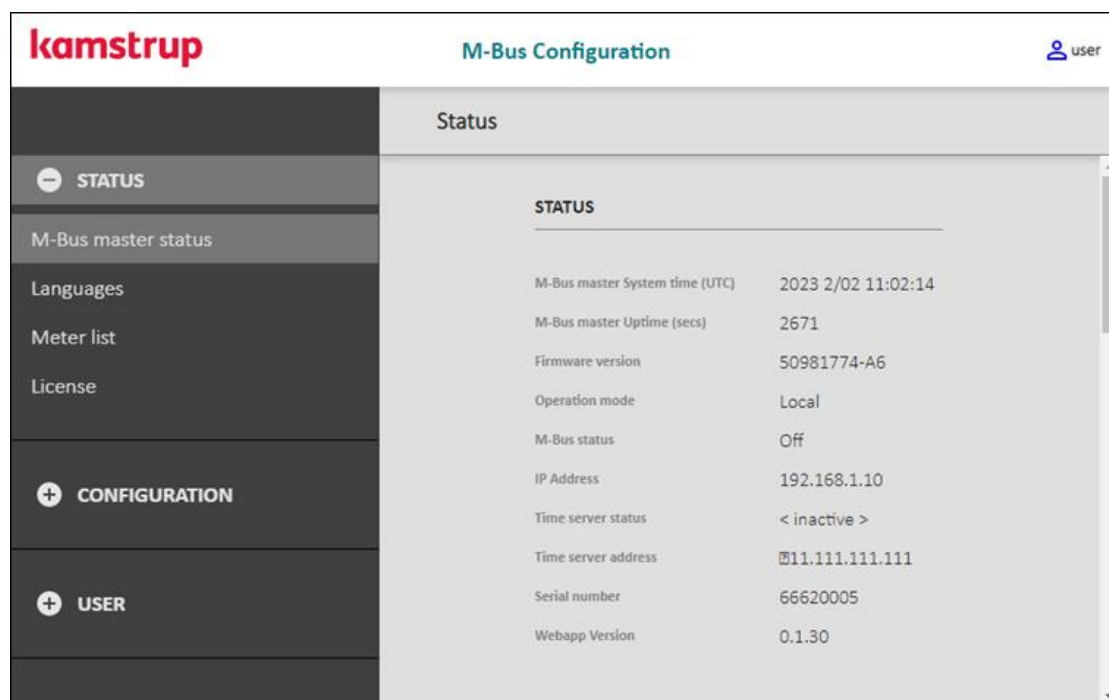 kamstrup
M-Bus Configuration
user
Status
STATUS
M-Bus master status
Languages
Meter list
License
CONFIGURATION
USER
STATUS
M-Bus master System time (UTC) 2023 2/02 11:02:14
M-Bus master Uptime (secs) 2671
Firmware version 50981774-A6
Operation mode Local
M-Bus status Off
IP Address 192.168.1.10
Time server status < inactive >
Time server address 11.111.111.111
Serial number 66620005
Webapp Version 0.1.30